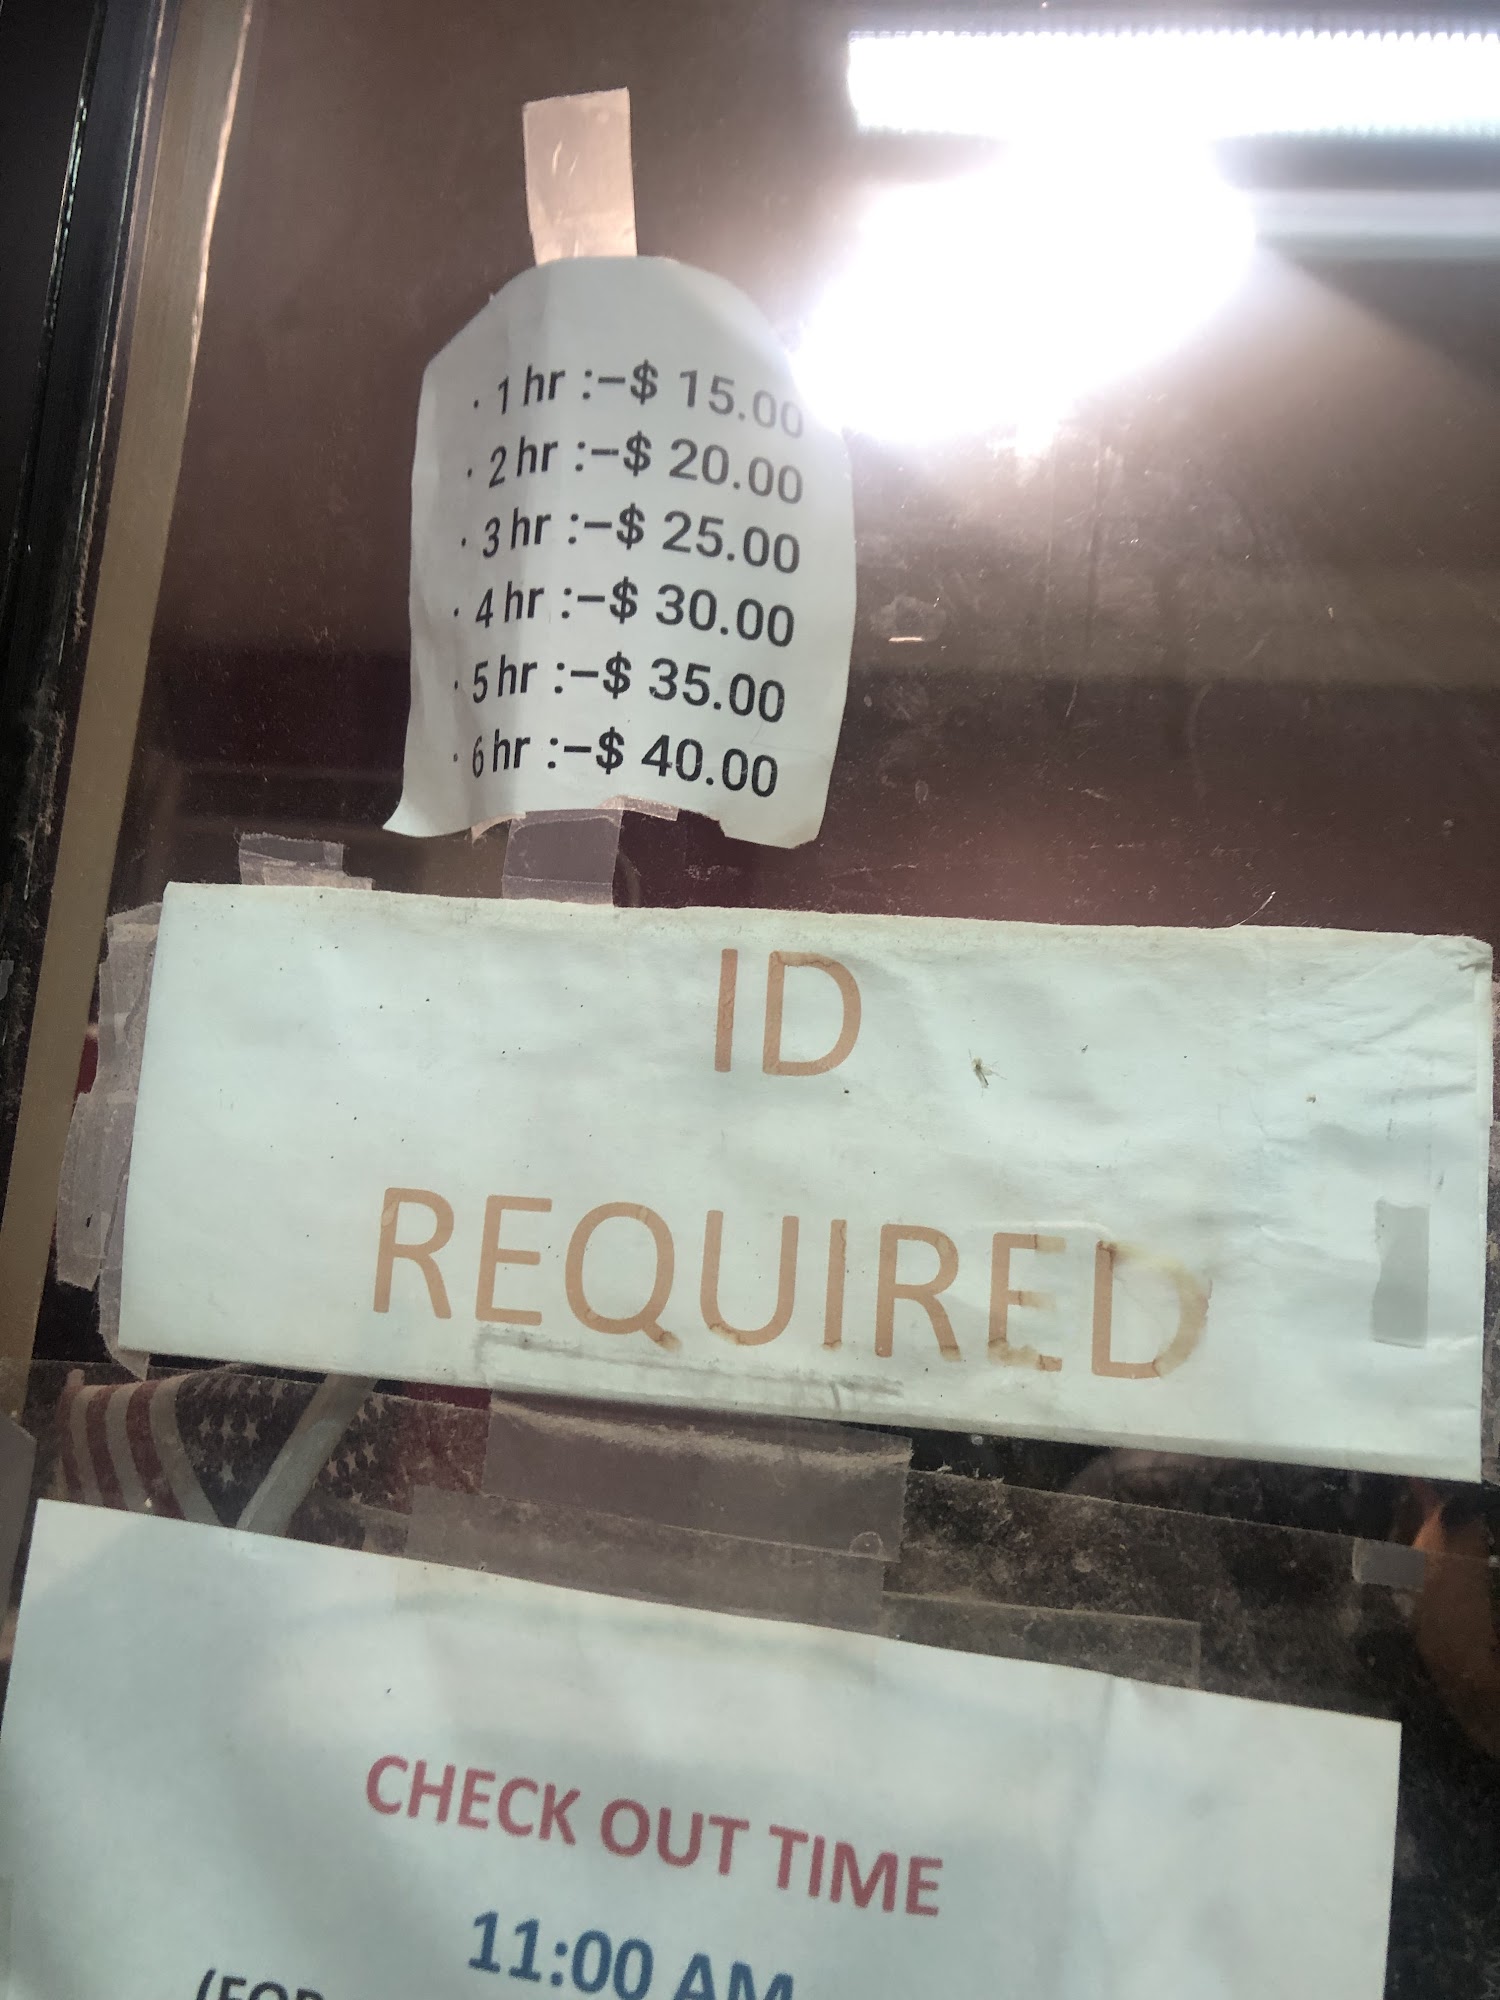 · 1 hr :–$ 15.00
· 2 hr :–$ 20.00
· 3 hr :–$ 25.00
· 4 hr :–$ 30.00
· 5 hr :–$ 35.00
· 6 hr :–$ 40.00
ID
REQUIRED
CHECK OUT TIME
11:00 AM
(FOR